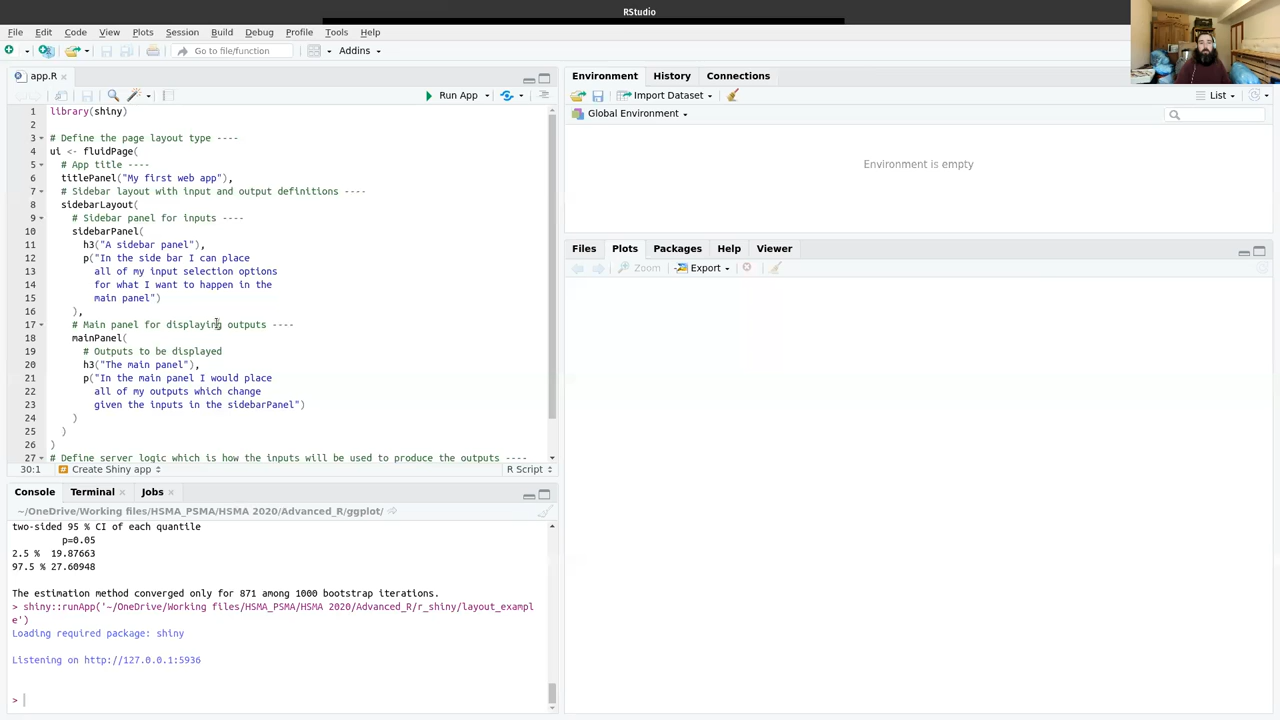 RStudio
File Edit Code View Plots Session Build Debug Profile Tools Help
Go to file/function Addins
app.R
Run App
1 library(shiny)
2
3 # Define the page layout type ----
4 ui <- fluidPage(
5 # App title ----
6 titlePanel("My first web app"),
7 # Sidebar layout with input and output definitions ----
8 sidebarLayout(
9 # Sidebar panel for inputs ----
10 sidebarPanel(
11 h3("A sidebar panel"),
12 p("In the side bar I can place
13 all of my input selection options
14 for what I want to happen in the
15 main panel")
16 ),
17 # Main panel for displaying outputs ----
18 mainPanel(
19 # Outputs to be displayed
20 h3("The main panel"),
21 p("In the main panel I would place
22 all of my outputs which change
23 given the inputs in the sidebarPanel")
24 )
25 )
26 )
27 # Define server logic which is how the inputs will be used to produce the outputs ----
30:1 Create Shiny app R Script
Console Terminal Jobs
~/OneDrive/Working files/HSMA_PSMA/HSMA 2020/Advanced_R/ggplot/
two-sided 95 % CI of each quantile
p=0.05
2.5 % 19.87663
97.5 % 27.60948
The estimation method converged only for 871 among 1000 bootstrap iterations.
> shiny::runApp('~/OneDrive/Working files/HSMA_PSMA/HSMA 2020/Advanced_R/r_shiny/layout_exampl
e')
Loading required package: shiny
Listening on http://127.0.0.1:5936
>
Environment History Connections
Import Dataset List
Global Environment
Environment is empty
Files Plots Packages Help Viewer
Zoom Export